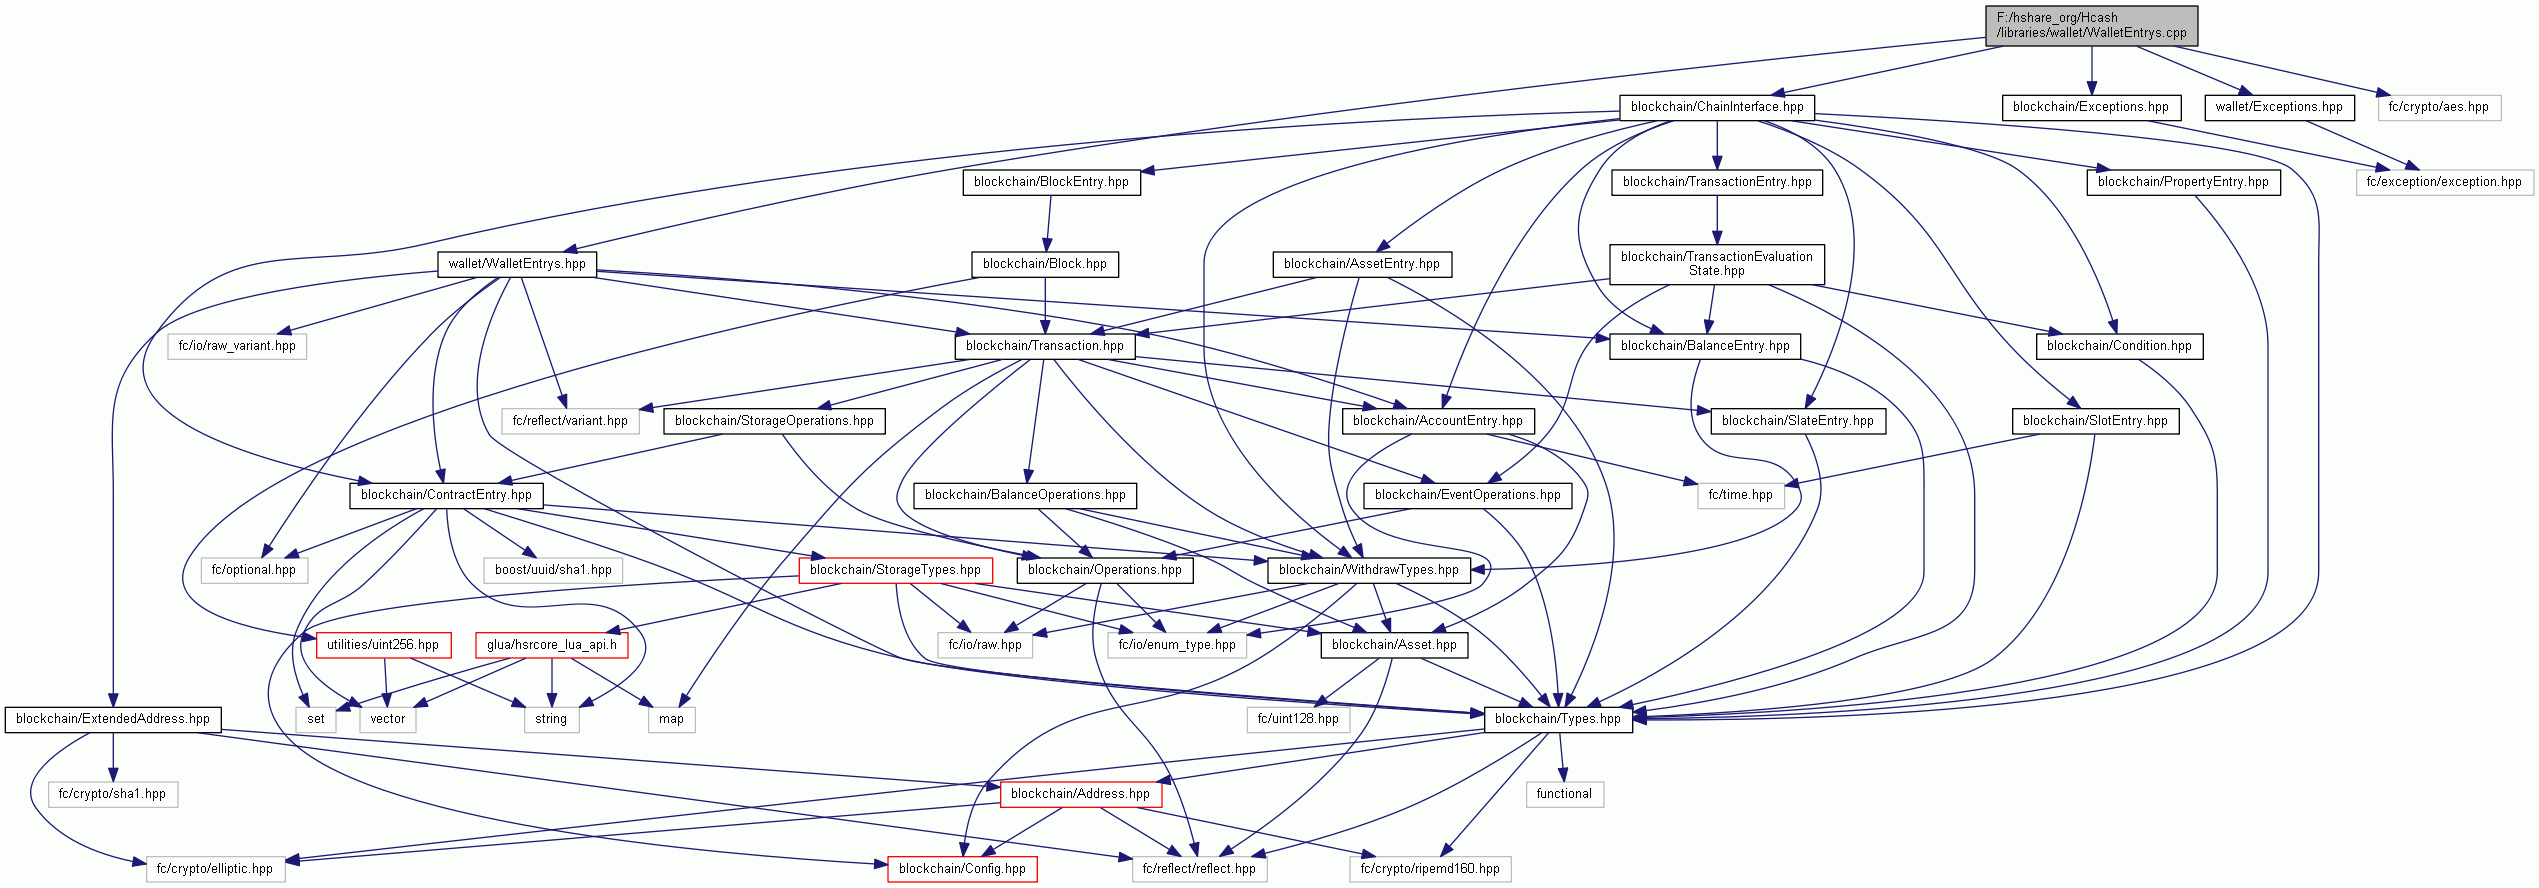 F:/hshare_org/Hcash
/libraries/wallet/WalletEntrys.cpp
blockchain/ChainInterface.hpp
blockchain/Exceptions.hpp
wallet/Exceptions.hpp
fc/crypto/aes.hpp
blockchain/BlockEntry.hpp
blockchain/TransactionEntry.hpp
blockchain/PropertyEntry.hpp
fc/exception/exception.hpp
wallet/WalletEntrys.hpp
blockchain/Block.hpp
blockchain/AssetEntry.hpp
blockchain/TransactionEvaluation
State.hpp
fc/io/raw_variant.hpp
blockchain/Transaction.hpp
blockchain/BalanceEntry.hpp
blockchain/Condition.hpp
fc/reflect/variant.hpp
blockchain/StorageOperations.hpp
blockchain/AccountEntry.hpp
blockchain/SlateEntry.hpp
blockchain/SlotEntry.hpp
blockchain/ContractEntry.hpp
blockchain/BalanceOperations.hpp
blockchain/EventOperations.hpp
fc/time.hpp
fc/optional.hpp
boost/uuid/sha1.hpp
blockchain/StorageTypes.hpp
blockchain/Operations.hpp
blockchain/WithdrawTypes.hpp
utilities/uint256.hpp
glua/hsrcore_lua_api.h
fc/io/raw.hpp
fc/io/enum_type.hpp
blockchain/Asset.hpp
blockchain/ExtendedAddress.hpp
set
vector
string
map
fc/uint128.hpp
blockchain/Types.hpp
fc/crypto/sha1.hpp
blockchain/Address.hpp
functional
fc/crypto/elliptic.hpp
blockchain/Config.hpp
fc/reflect/reflect.hpp
fc/crypto/ripemd160.hpp